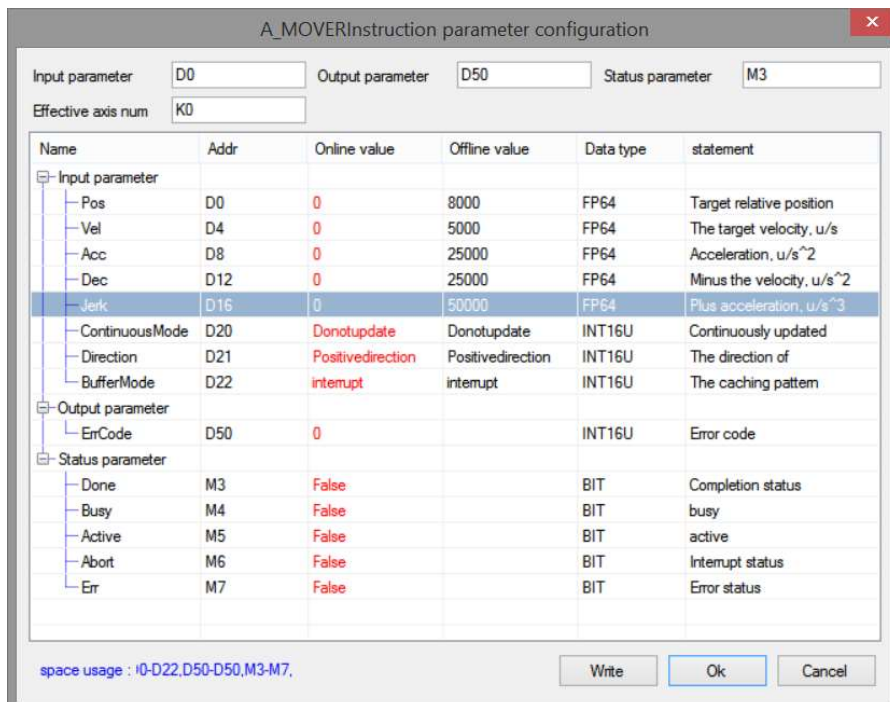 A_MOVERInstruction parameter configuration
Input parameter D0 Output parameter D50 Status parameter M3
Effective axis num K0
Name Addr Online value Offline value Data type statement
Input parameter
Pos D0 0 8000 FP64 Target relative position
Vel D4 0 5000 FP64 The target velocity, u/s
Acc D8 0 25000 FP64 Acceleration, u/s^2
Dec D12 0 25000 FP64 Minus the velocity, u/s^2
Jerk D16 0 50000 FP64 Plus acceleration, u/s^3
ContinuousMode D20 Donotupdate Donotupdate INT16U Continuously updated
Direction D21 Positivedirection Positivedirection INT16U The direction of
BufferMode D22 interrupt interrupt INT16U The caching pattern
Output parameter
ErrCode D50 0 INT16U Error code
Status parameter
Done M3 False BIT Completion status
Busy M4 False BIT busy
Active M5 False BIT active
Abort M6 False BIT Interrupt status
Err M7 False BIT Error status
space usage : 0-D22,D50-D50,M3-M7,
Write Ok Cancel